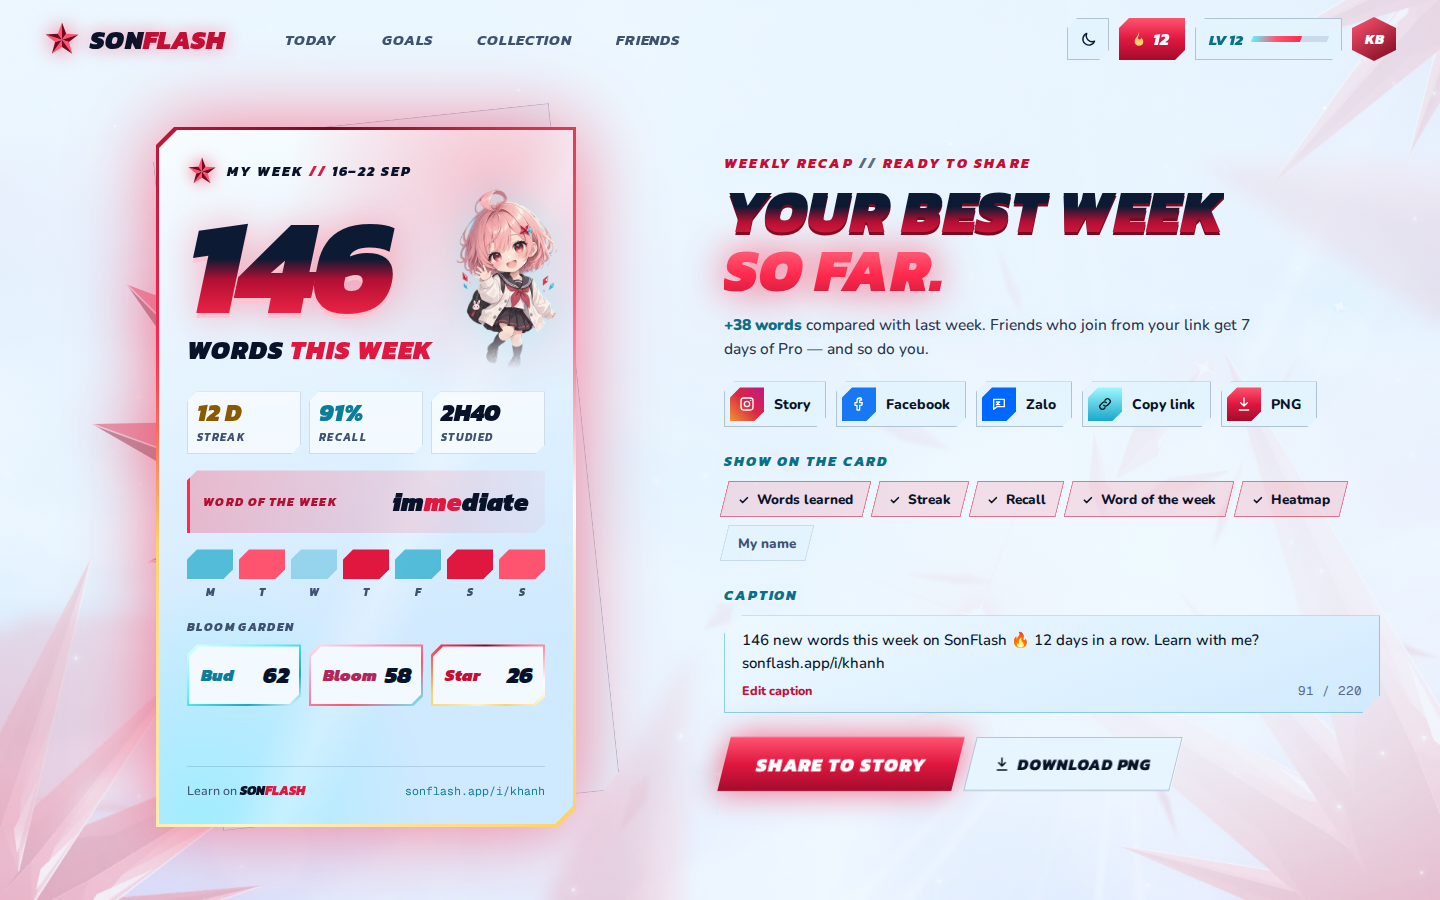 SONFLASH
TODAY
GOALS
COLLECTION
FRIENDS
12
LV 12
KB
MY WEEK // 16–22 SEP
146
WORDS THIS WEEK
12 D
STREAK
91%
RECALL
2H40
STUDIED
WORD OF THE WEEK
immediate
M T W T F S S
BLOOM GARDEN
Bud 62
Bloom 58
Star 26
Learn on SONFLASH
sonflash.app/i/khanh
WEEKLY RECAP // READY TO SHARE
YOUR BEST WEEK
SO FAR.
+38 words compared with last week. Friends who join from your link get 7
days of Pro — and so do you.
Story
Facebook
Zalo
Copy link
PNG
SHOW ON THE CARD
Words learned
Streak
Recall
Word of the week
Heatmap
My name
CAPTION
146 new words this week on SonFlash 🔥 12 days in a row. Learn with me?
sonflash.app/i/khanh
Edit caption
91 / 220
SHARE TO STORY
DOWNLOAD PNG